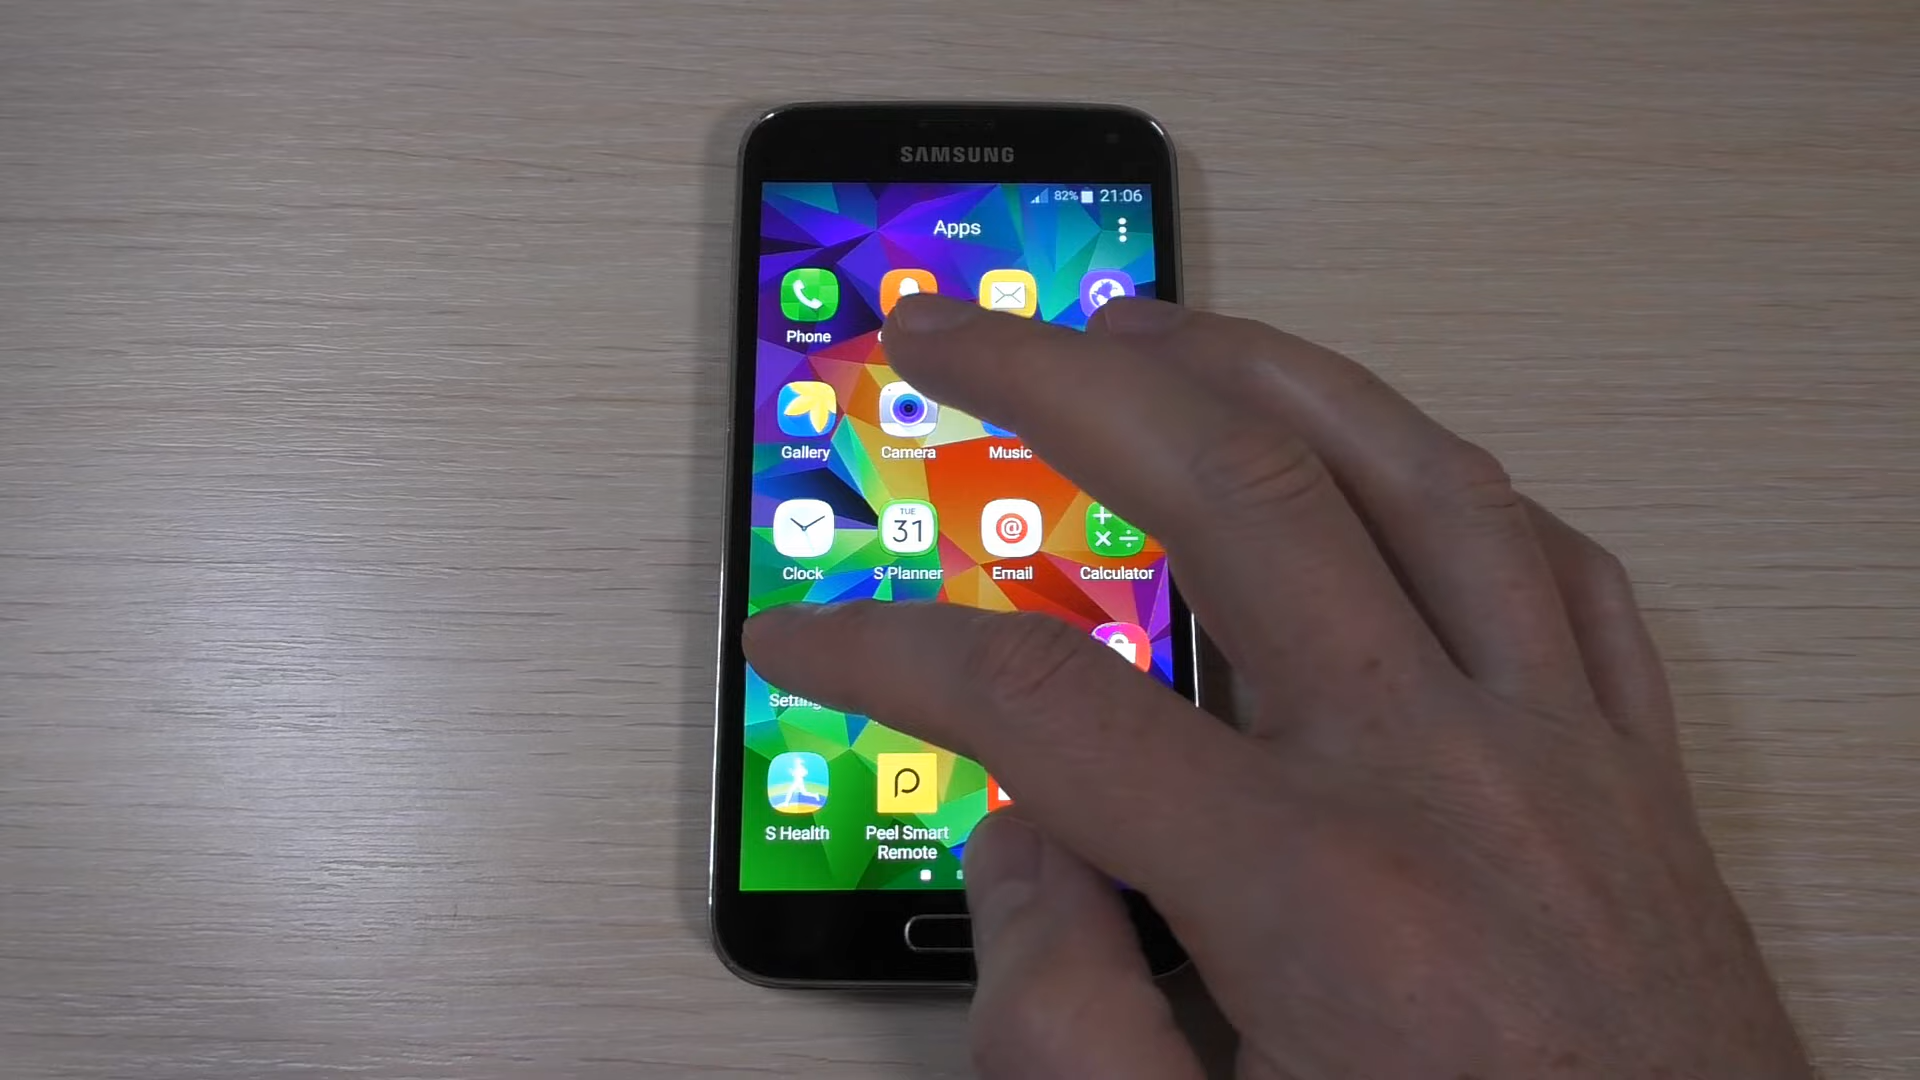 SAMSUNG
82% 21:06
Apps
Phone
Gallery
Camera
Music
TUE
31
@
Clock
S Planner
Email
Calculator
S Health
Peel Smart
Remote